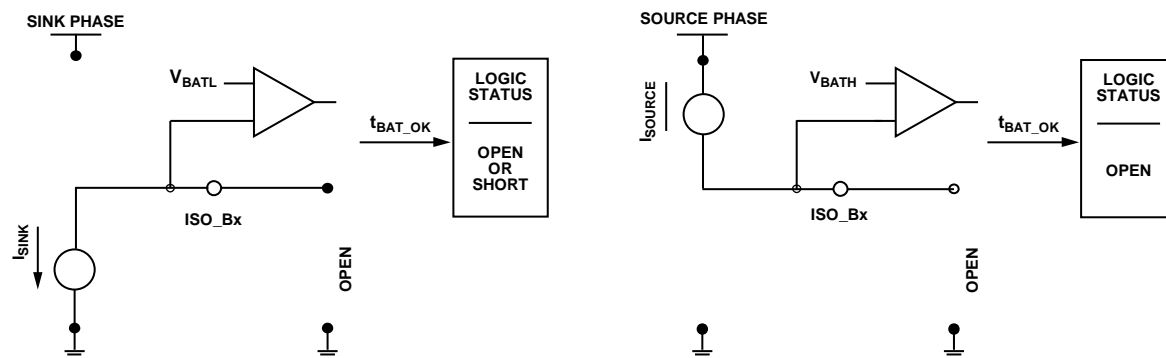 SINK PHASE
V_BATL
t_BAT_OK
LOGIC
STATUS
OPEN
OR
SHORT
ISO_Bx
I_SINK
OPEN
SOURCE PHASE
I_SOURCE
V_BATH
t_BAT_OK
LOGIC
STATUS
OPEN
ISO_Bx
OPEN